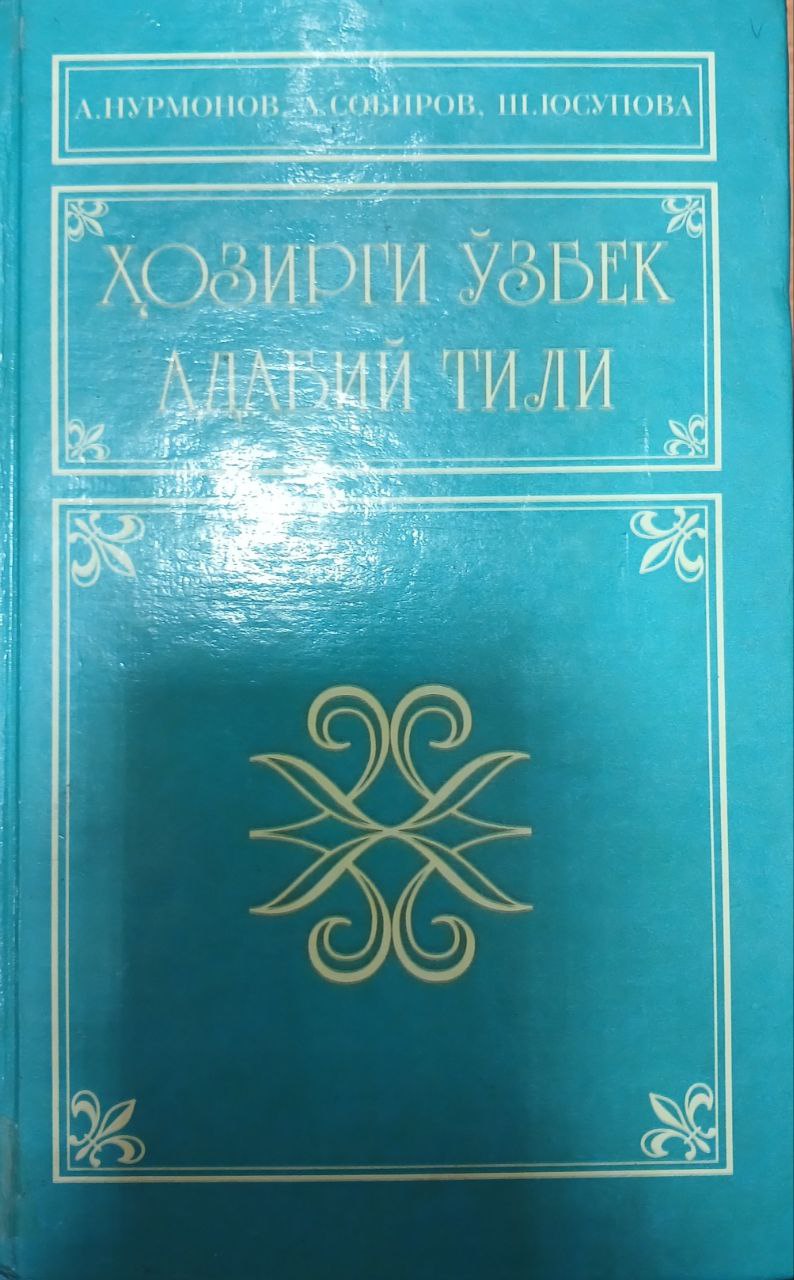 А.НУРМОНОВ, А.СОБИРОВ, Ш.ЮСУПОВА
ҲОЗИРГИ ЎЗБЕК
АДАБИЙ ТИЛИ